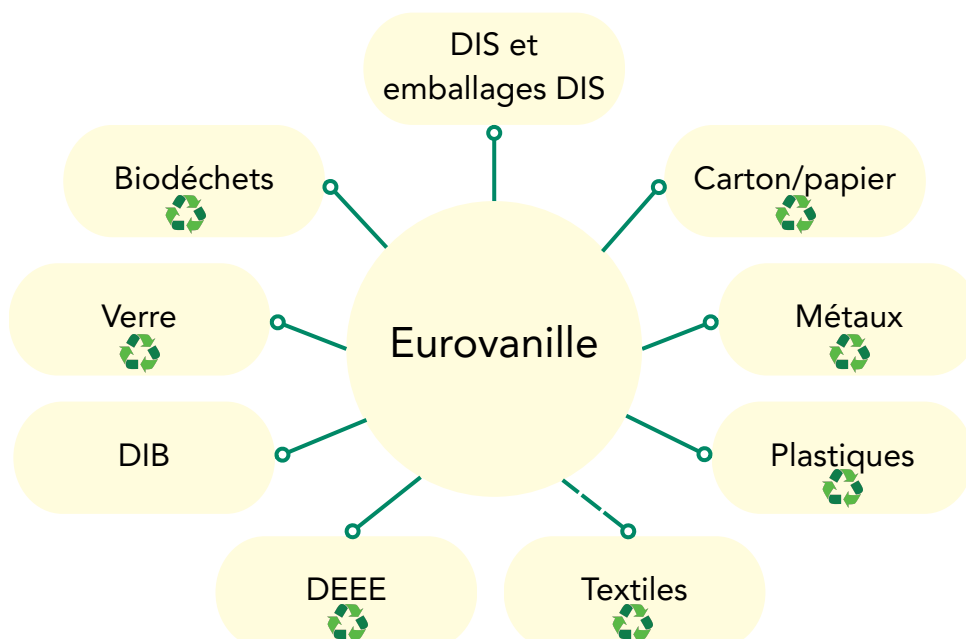 DIS et
emballages DIS
Biodéchets
Carton/papier
Verre
Eurovanille
Métaux
DIB
Plastiques
DEEE
Textiles